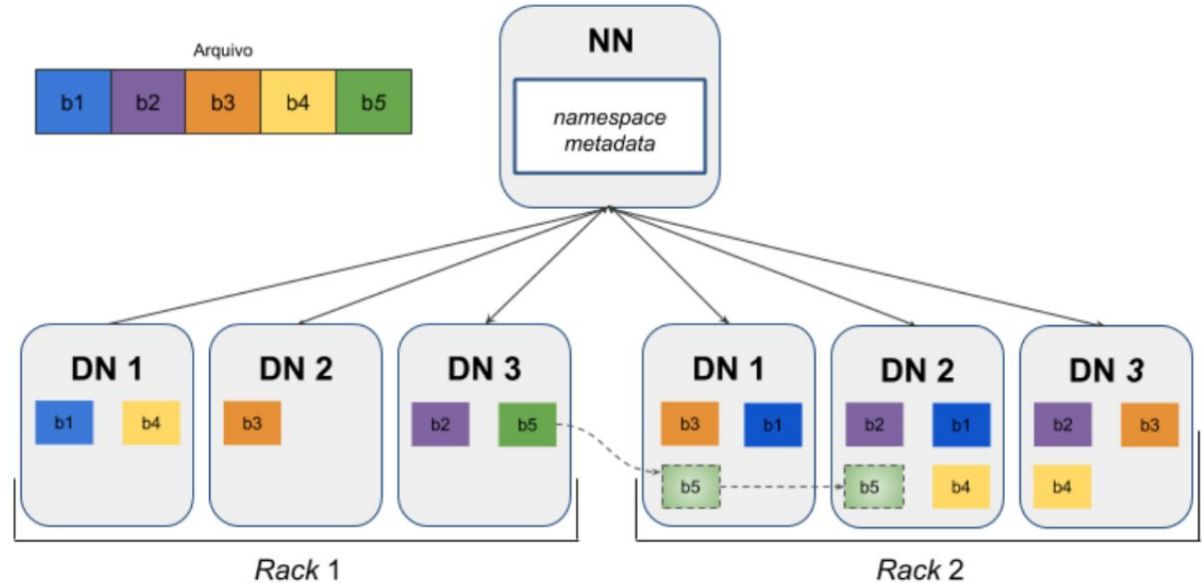 NN
Arquivo
b1 b2 b3 b4 b5
namespace
metadata
DN 1
b1 b4
DN 2
b3
DN 3
b2 b5
DN 1
b3 b1
b5
DN 2
b2 b1
b5 b4
DN 3
b2 b3
b4
Rack 1
Rack 2